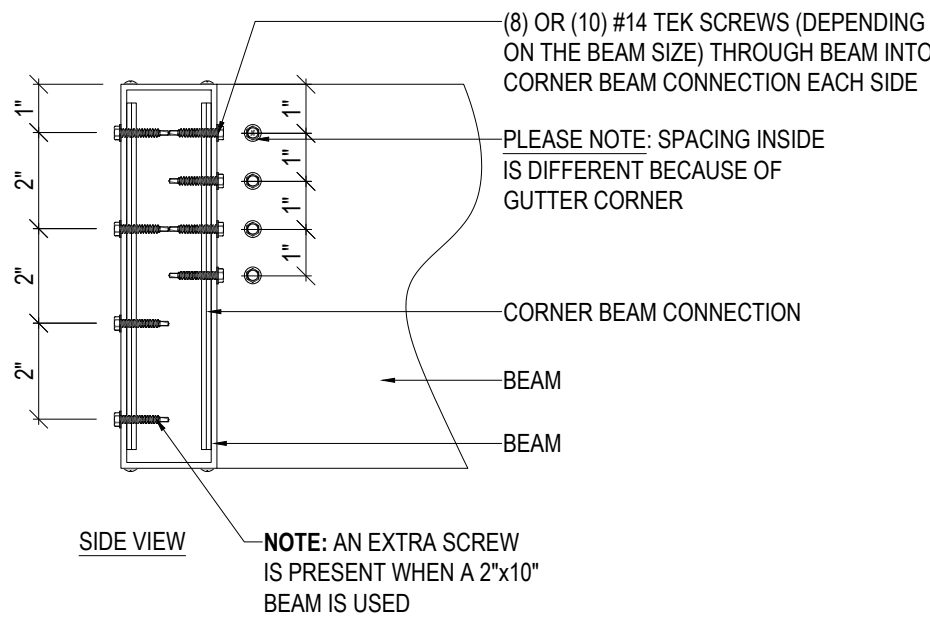 (8) OR (10) #14 TEK SCREWS (DEPENDING
ON THE BEAM SIZE) THROUGH BEAM INTO
CORNER BEAM CONNECTION EACH SIDE
PLEASE NOTE: SPACING INSIDE
IS DIFFERENT BECAUSE OF
GUTTER CORNER
CORNER BEAM CONNECTION
BEAM
BEAM
1"
2"
2"
2"
1"
1"
1"
1"
SIDE VIEW
NOTE: AN EXTRA SCREW
IS PRESENT WHEN A 2"x10"
BEAM IS USED